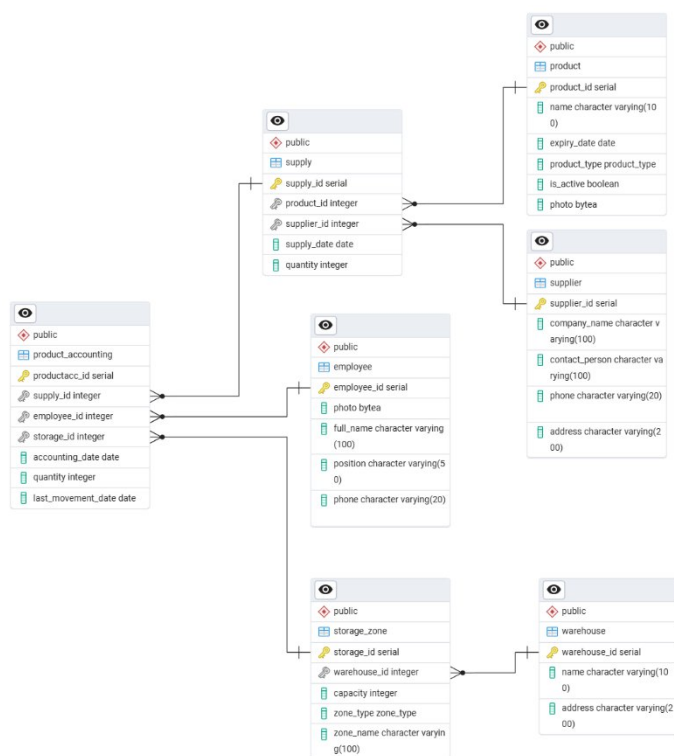 public
product
product_id serial
name character varying(10
0)
expiry_date date
product_type product_type
is_active boolean
photo bytea
public
supply
supply_id serial
product_id integer
supplier_id integer
supply_date date
quantity integer
public
supplier
supplier_id serial
company_name character v
arying(100)
contact_person character va
rying(100)
phone character varying(20)
address character varying(2
00)
public
product_accounting
productacc_id serial
supply_id integer
employee_id integer
storage_id integer
accounting_date date
quantity integer
last_movement_date date
public
employee
employee_id serial
photo bytea
full_name character varying
(100)
position character varying(5
0)
phone character varying(20)
public
storage_zone
storage_id serial
warehouse_id integer
capacity integer
zone_type zone_type
zone_name character varyin
g(100)
public
warehouse
warehouse_id serial
name character varying(10
0)
address character varying(2
00)